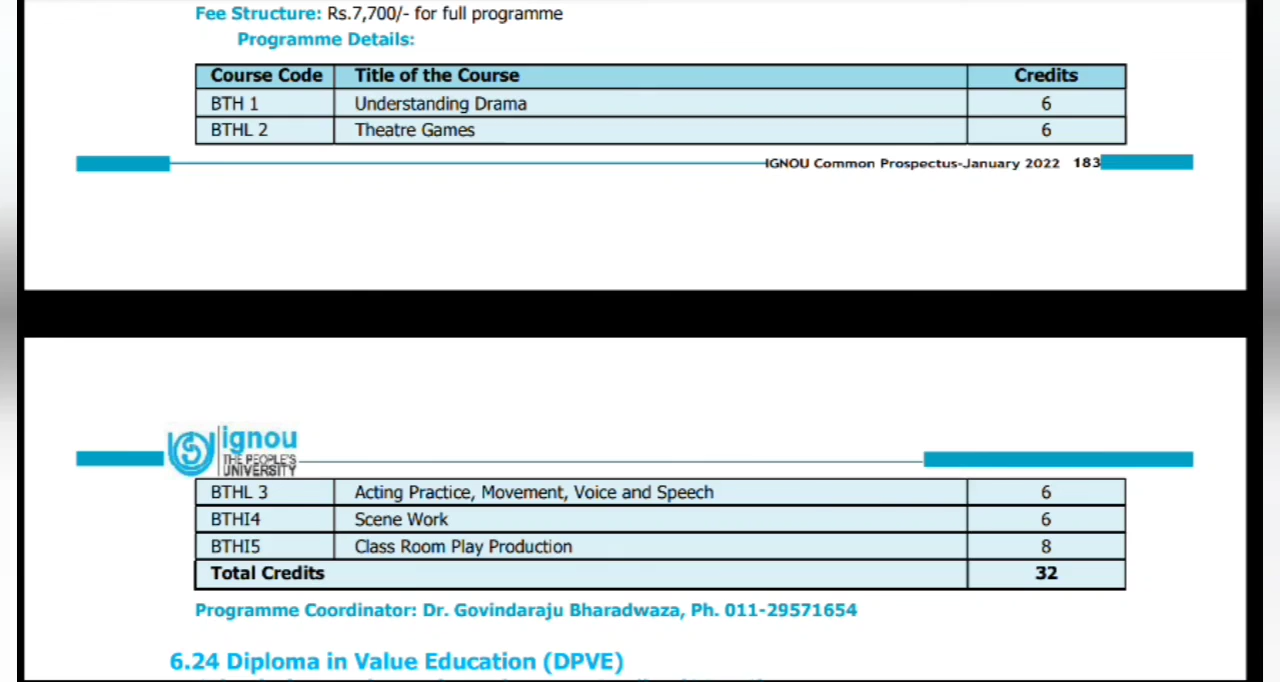 Fee Structure: Rs.7,700/- for full programme
Programme Details:
Course Code Title of the Course Credits
BTH 1 Understanding Drama 6
BTHL 2 Theatre Games 6
IGNOU Common Prospectus-January 2022 183
ignou
THE PEOPLE'S
UNIVERSITY
BTHL 3 Acting Practice, Movement, Voice and Speech 6
BTHI4 Scene Work 6
BTHI5 Class Room Play Production 8
Total Credits 32
Programme Coordinator: Dr. Govindaraju Bharadwaza, Ph. 011-29571654
6.24 Diploma in Value Education (DPVE)